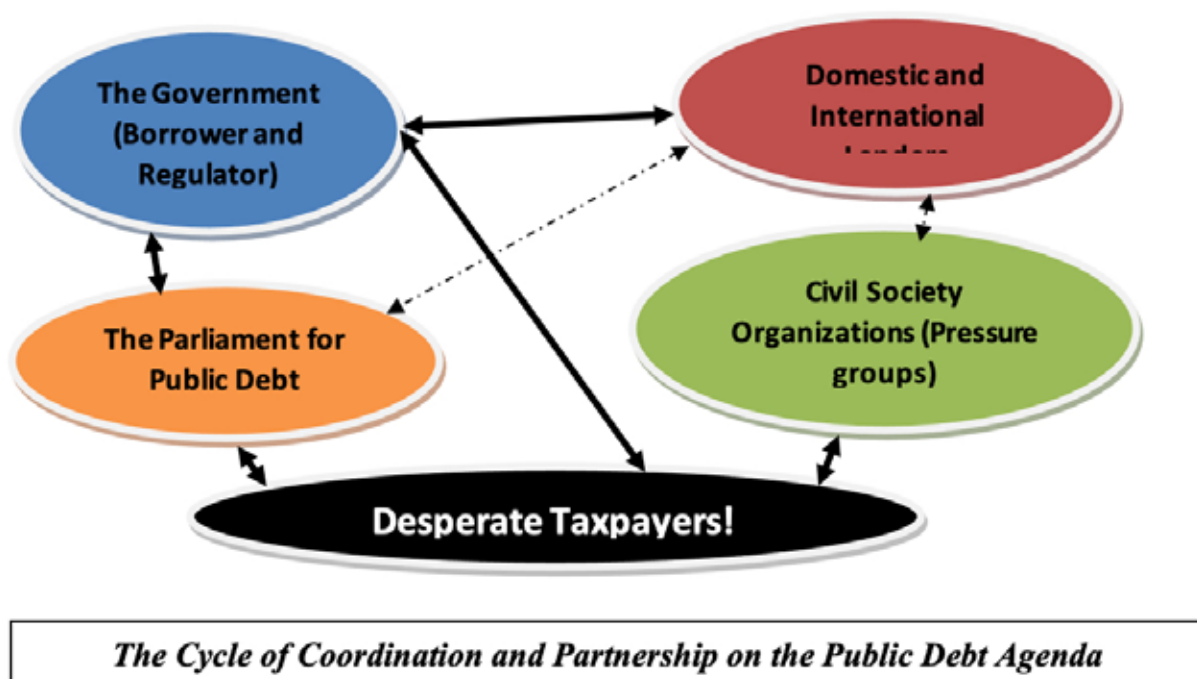 The Government
(Borrower and
Regulator)
Domestic and
International
The Parliament for
Public Debt
Civil Society
Organizations (Pressure
groups)
Desperate Taxpayers!
The Cycle of Coordination and Partnership on the Public Debt Agenda